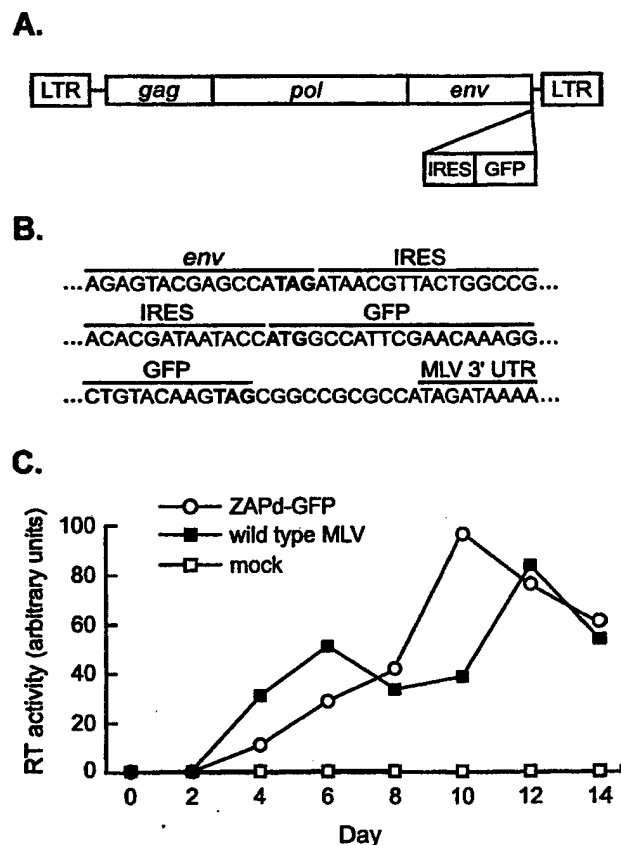 A.
LTR gag pol env LTR
IRES GFP
B.
env IRES
...AGAGTACGAGCCATAGATAACGTTACTGGCCG...
IRES GFP
...ACACGATAATACCATGGCCATTCGAACAAAGG...
GFP MLV 3' UTR
...CTGTACAAGTAGCGGCCGCGCCATAGATAAAA...
C.
ZAPd-GFP
wild type MLV
mock
RT activity (arbitrary units)
100
80
60
40
20
0
0 2 4 6 8 10 12 14
Day